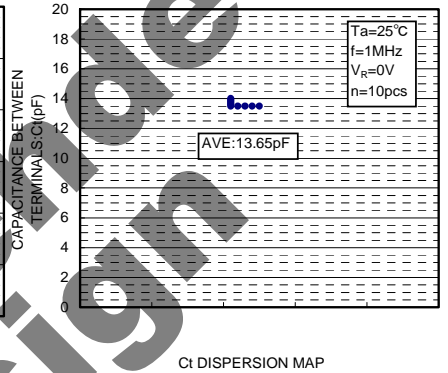 20
18
16
14
12
10
8
6
4
2
0
CAPACITANCE BETWEEN
TERMINALS:Ct(pF)
Ta=25°C
f=1MHz
VR=0V
n=10pcs
AVE:13.65pF
Ct DISPERSION MAP